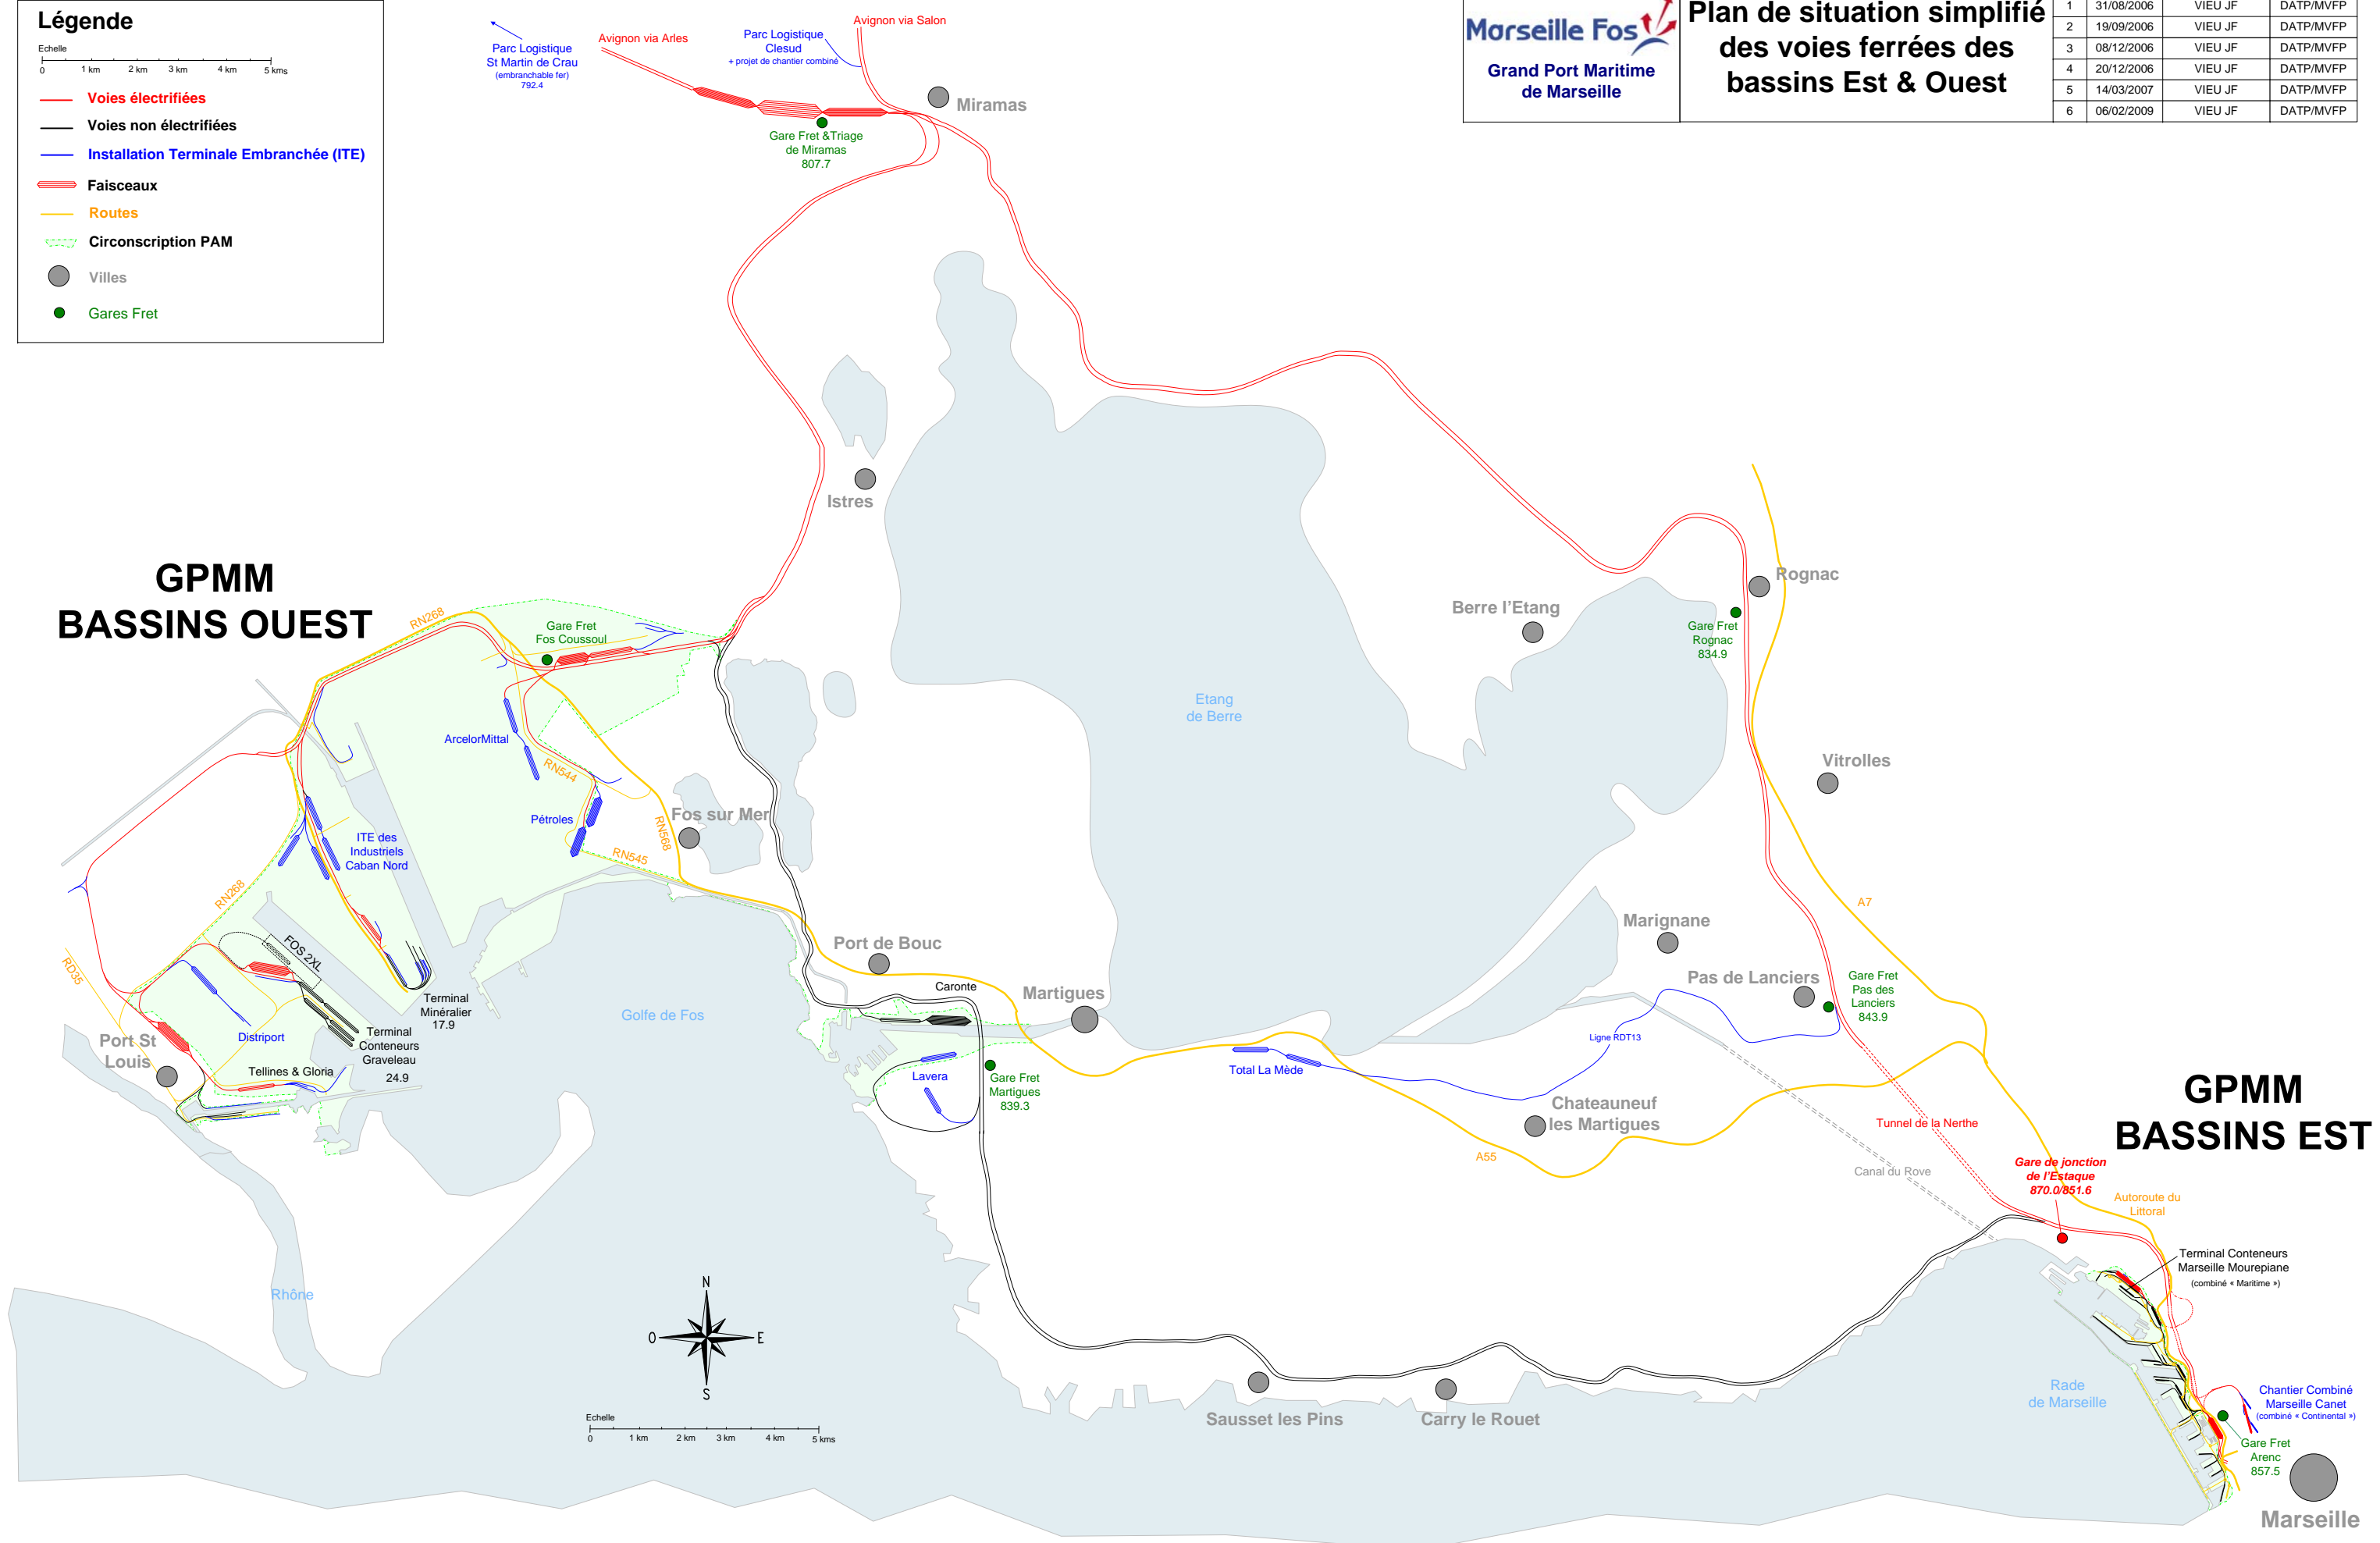 Légende
Echelle
0 1 km 2 km 3 km 4 km 5 kms
Voies électrifiées
Voies non électrifiées
Installation Terminale Embranchée (ITE)
Faisceaux
Routes
Circonscription PAM
Villes
Gares Fret
Parc Logistique
St Martin de Crau
(embranchable fer)
792.4
Avignon via Arles
Parc Logistique
Clesud
+ projet de chantier combiné
Avignon via Salon
Miramas
Gare Fret &Triage
de Miramas
807.7
Marseille Fos
Grand Port Maritime
de Marseille
Plan de situation simplifié
des voies ferrées des
bassins Est & Ouest
1 31/08/2006 VIEU JF DATP/MVFP
2 19/09/2006 VIEU JF DATP/MVFP
3 08/12/2006 VIEU JF DATP/MVFP
4 20/12/2006 VIEU JF DATP/MVFP
5 14/03/2007 VIEU JF DATP/MVFP
6 06/02/2009 VIEU JF DATP/MVFP
Istres
GPMM
BASSINS OUEST
RN268
Gare Fret
Fos Coussoul
ArcelorMittal
RN544
Pétroles
RN545
RN568
Fos sur Mer
ITE des
Industriels
Caban Nord
RN268
RD35
FOS 2XL
Distriport
Terminal
Minéralier
17.9
Terminal
Conteneurs
Graveleau
24.9
Tellines & Gloria
Port St
Louis
Rhône
Golfe de Fos
Port de Bouc
Caronte
Martigues
Lavera
Gare Fret
Martigues
839.3
Etang
de Berre
Berre l’Etang
Rognac
Gare Fret
Rognac
834.9
Vitrolles
A7
Marignane
Pas de Lanciers
Gare Fret
Pas des
Lanciers
843.9
Ligne RDT13
Total La Mède
Chateauneuf
les Martigues
A55
Tunnel de la Nerthe
Canal du Rove
GPMM
BASSINS EST
Gare de jonction
de l’Estaque
870.0/851.6
Autoroute du
Littoral
Terminal Conteneurs
Marseille Mourepiane
(combiné « Maritime »)
Rade
de Marseille
Chantier Combiné
Marseille Canet
(combiné « Continental »)
Gare Fret
Arenc
857.5
Marseille
N
O E
S
Echelle
0 1 km 2 km 3 km 4 km 5 kms
Sausset les Pins
Carry le Rouet